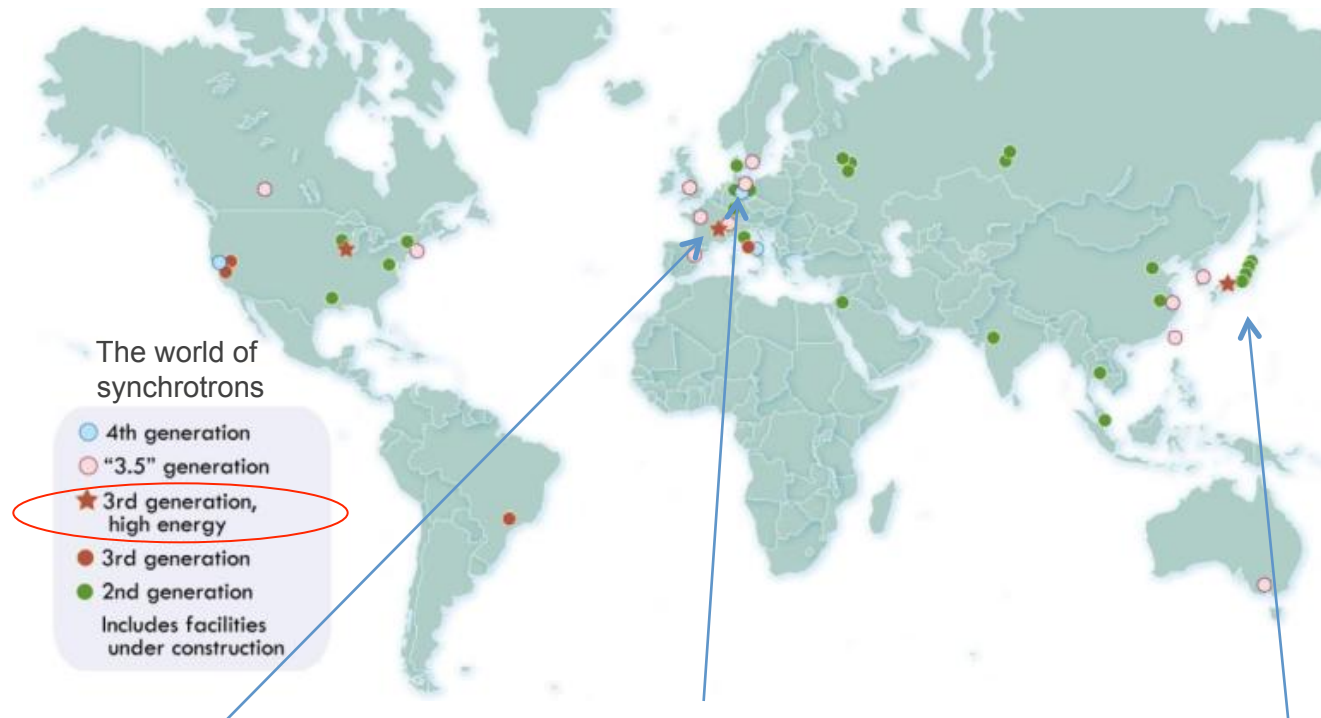 The world of
synchrotrons
4th generation
“3.5” generation
3rd generation,
high energy
3rd generation
2nd generation
Includes facilities
under construction